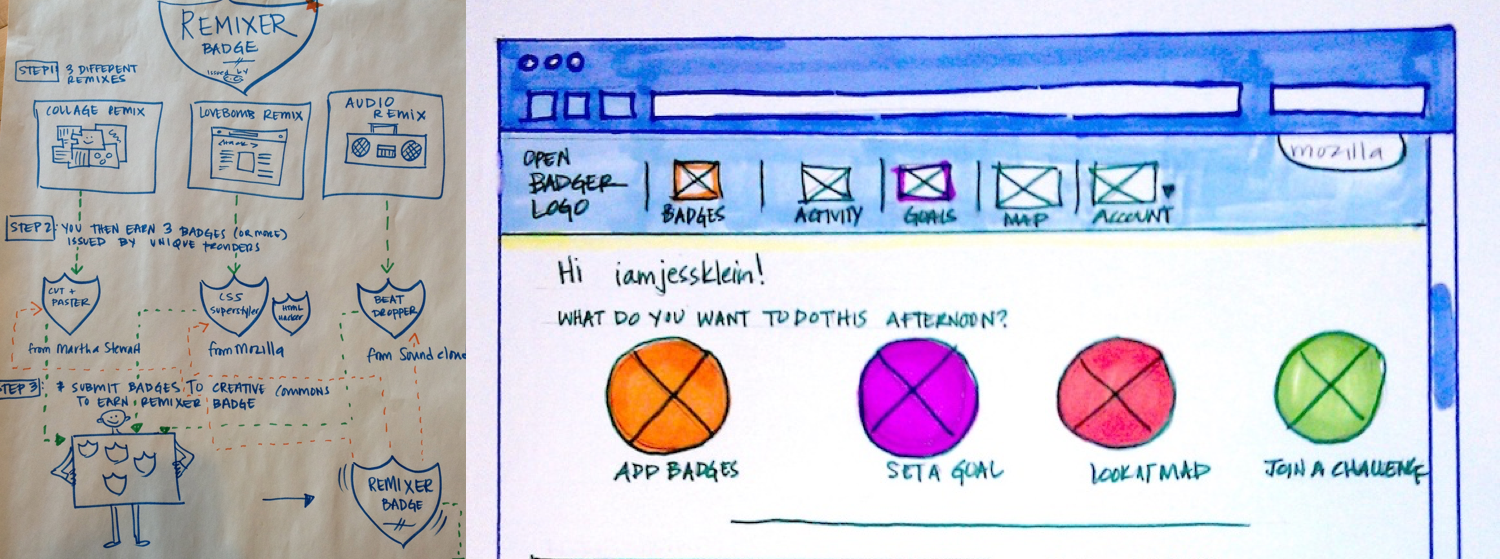 REMIXER
BADGE
issued by
CC
STEP 1 3 DIFFERENT
REMIXES
COLLAGE REMIX
LOVEBOMB REMIX
AUDIO
REMIX
STEP 2: YOU THEN EARN 3 BADGES (OR MORE)
ISSUED BY UNIQUE PROVIDERS
CUT +
PASTER
CSS
Superstyler
HTML
Hacker
BEAT
DROPPER
from Martha Stewart
from Mozilla
from Sound clou
STEP 3: * SUBMIT BADGES TO CREATIVE COMMONS
TO EARN REMIXER BADGE
REMIXER
BADGE
OPEN
BADGER
LOGO
BADGES
ACTIVITY
GOALS
MAP
ACCOUNT
mozilla
Hi iamjessklein!
WHAT DO YOU WANT TO DO THIS AFTERNOON?
ADD BADGES
SET A GOAL
LOOK AT MAP
JOIN A CHALLENGE